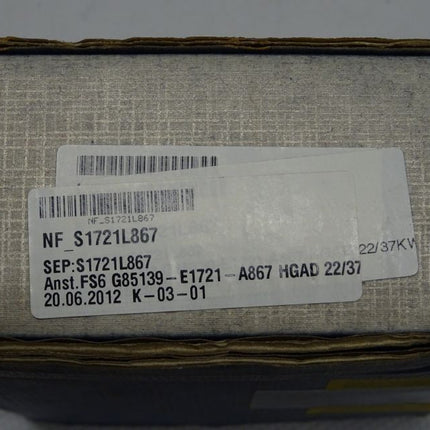 NF_S1721L867
NF_S1721L867
SEP:S1721L867
Anst.FS6 G85139-E1721-A867 HGAD 22/37
20.06.2012 K-03-01
22/37KW